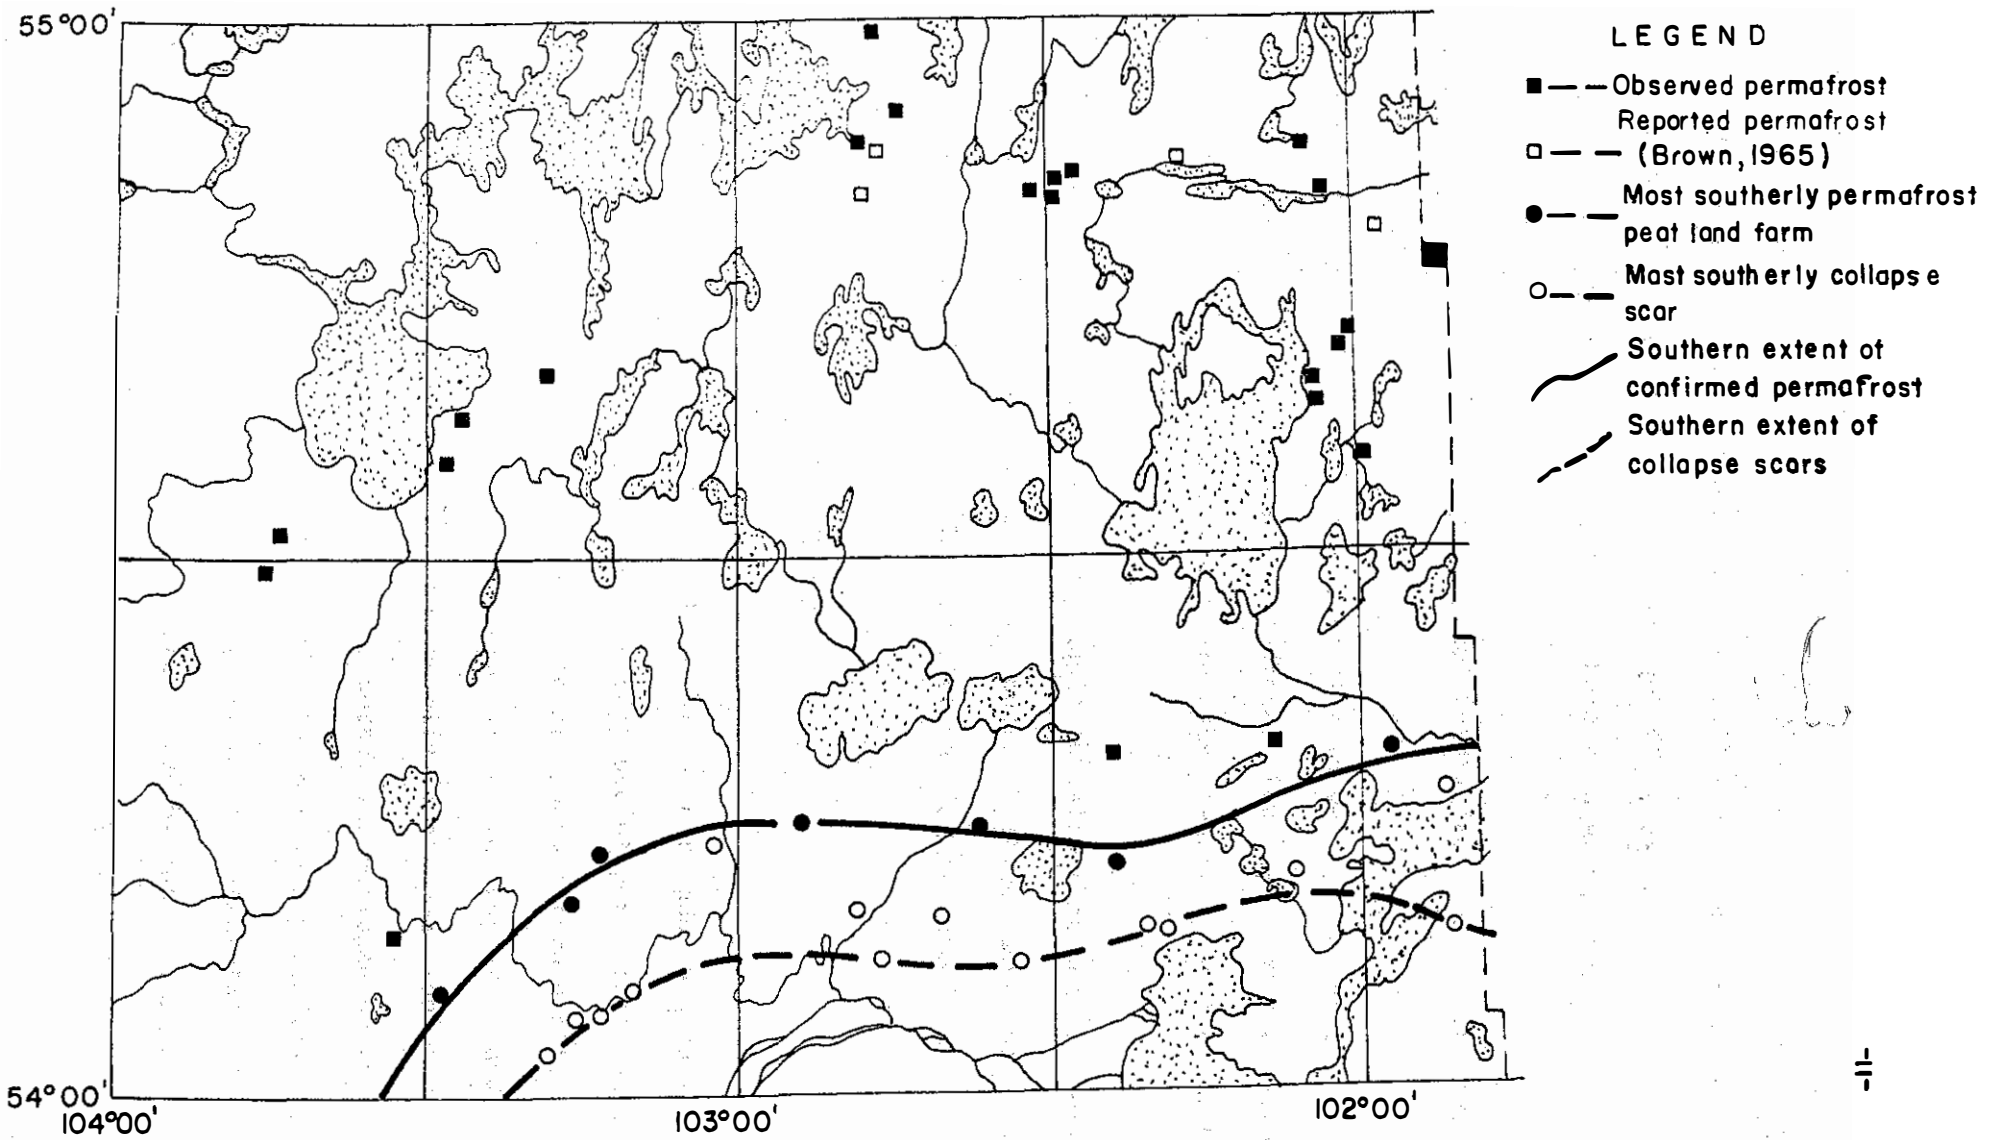 55°00'
LEGEND
Observed permafrost
Reported permafrost
(Brown, 1965)
Most southerly permafrost
peat land farm
Mast southerly collapse
scar
Southern extent of
confirmed permafrost
Southern extent of
collapse scars
54°00'
104°00'
103°00'
102°00'